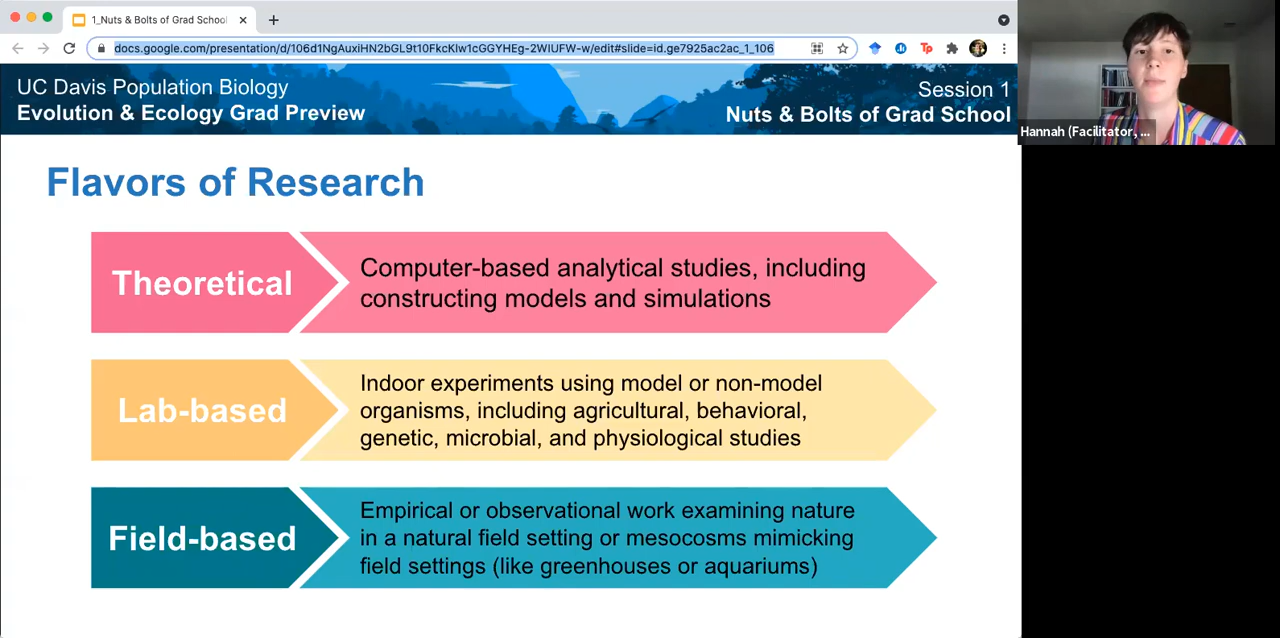 1_Nuts & Bolts of Grad School
docs.google.com/presentation/d/106d1NgAuxiHN2bGL9t10FkcKlw1cGGYHEg-2WIUFW-w/edit#slide=id.ge7925ac2ac_1_106
UC Davis Population Biology
Evolution & Ecology Grad Preview
Session 1
Nuts & Bolts of Grad School
Hannah (Facilitator, ...
Flavors of Research
Theoretical
Computer-based analytical studies, including
constructing models and simulations
Lab-based
Indoor experiments using model or non-model
organisms, including agricultural, behavioral,
genetic, microbial, and physiological studies
Field-based
Empirical or observational work examining nature
in a natural field setting or mesocosms mimicking
field settings (like greenhouses or aquariums)